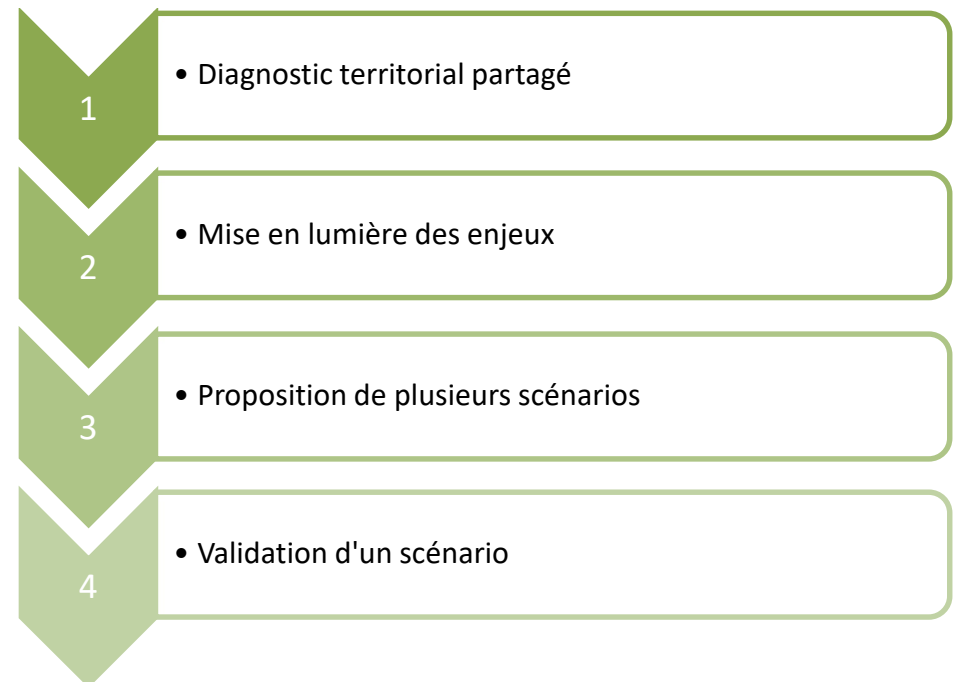 1
• Diagnostic territorial partagé
2
• Mise en lumière des enjeux
3
• Proposition de plusieurs scénarios
4
• Validation d'un scénario